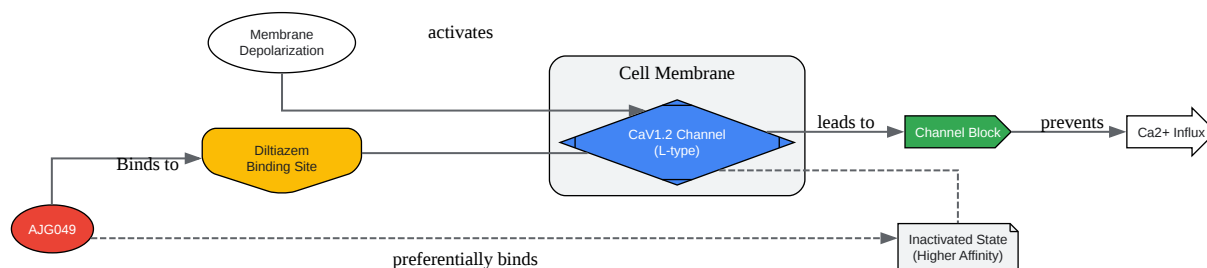 Membrane
Depolarization
activates
Cell Membrane
CaV1.2 Channel
(L-type)
leads to
Channel Block
prevents
Ca2+ Influx
Binds to
Diltiazem
Binding Site
AJG049
preferentially binds
Inactivated State
(Higher Affinity)